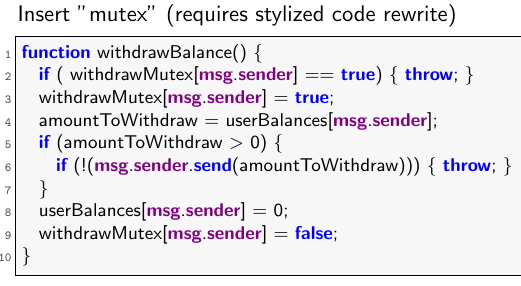 Insert "mutex" (requires stylized code rewrite)
1 function withdrawBalance() {
2 if ( withdrawMutex[msg.sender] == true) { throw; }
3 withdrawMutex[msg.sender] = true;
4 amountToWithdraw = userBalances[msg.sender];
5 if (amountToWithdraw > 0) {
6 if (!(msg.sender.send(amountToWithdraw))) { throw; }
7 }
8 userBalances[msg.sender] = 0;
9 withdrawMutex[msg.sender] = false;
10 }